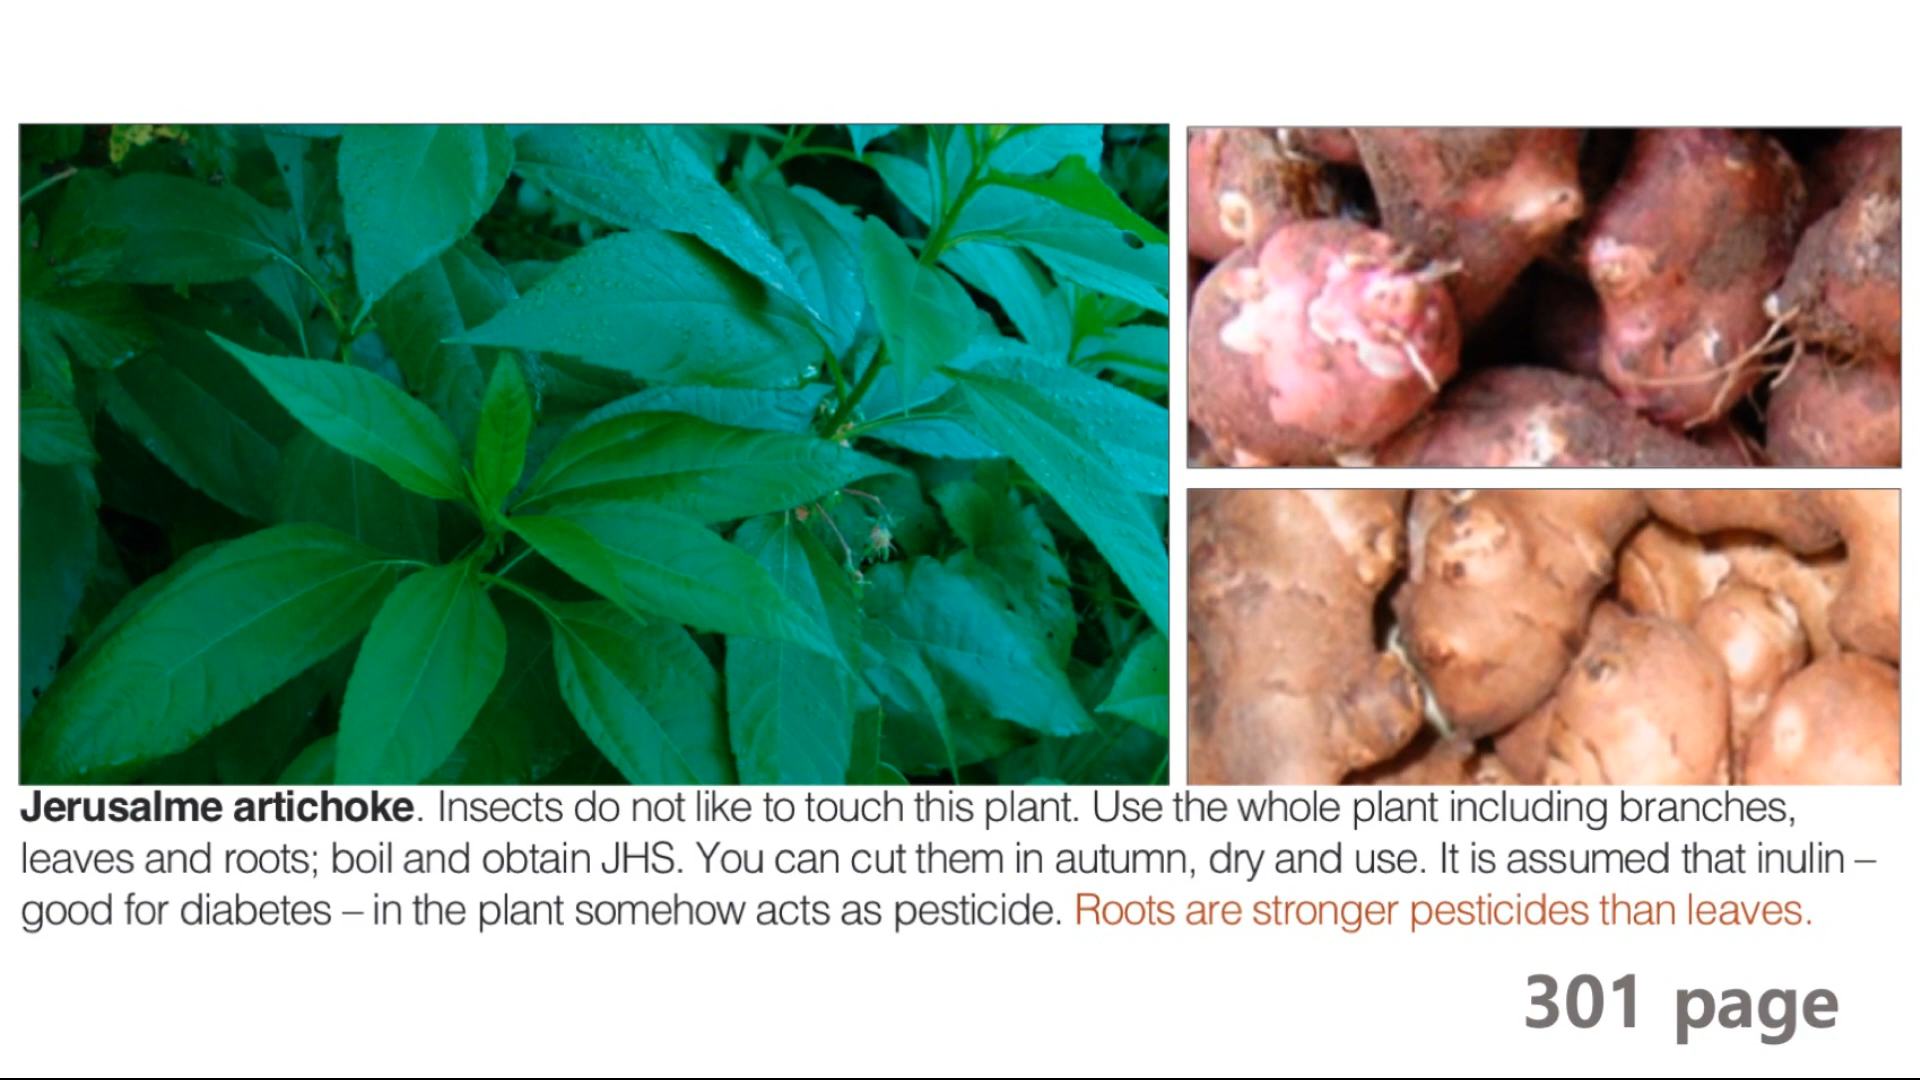 Jerusalme artichoke. Insects do not like to touch this plant. Use the whole plant including branches,
leaves and roots; boil and obtain JHS. You can cut them in autumn, dry and use. It is assumed that inulin –
good for diabetes – in the plant somehow acts as pesticide. Roots are stronger pesticides than leaves.
301 page